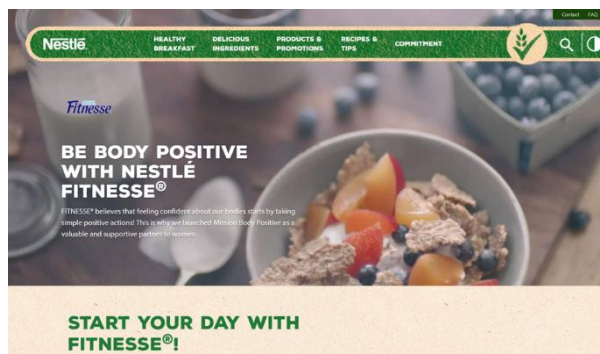 Contact FAQ
Nestlé
HEALTHY
BREAKFAST
DELICIOUS
INGREDIENTS
PRODUCTS &
PROMOTIONS
RECIPES &
TIPS
COMMITMENT
Fitnesse
BE BODY POSITIVE
WITH NESTLÉ
FITNESSE®
FITNESSE® believes that feeling confident about our bodies starts by taking
simple positive actions! This is why we launched Mission Body Positive as a
valuable and supportive partner to women.
START YOUR DAY WITH
FITNESSE®!